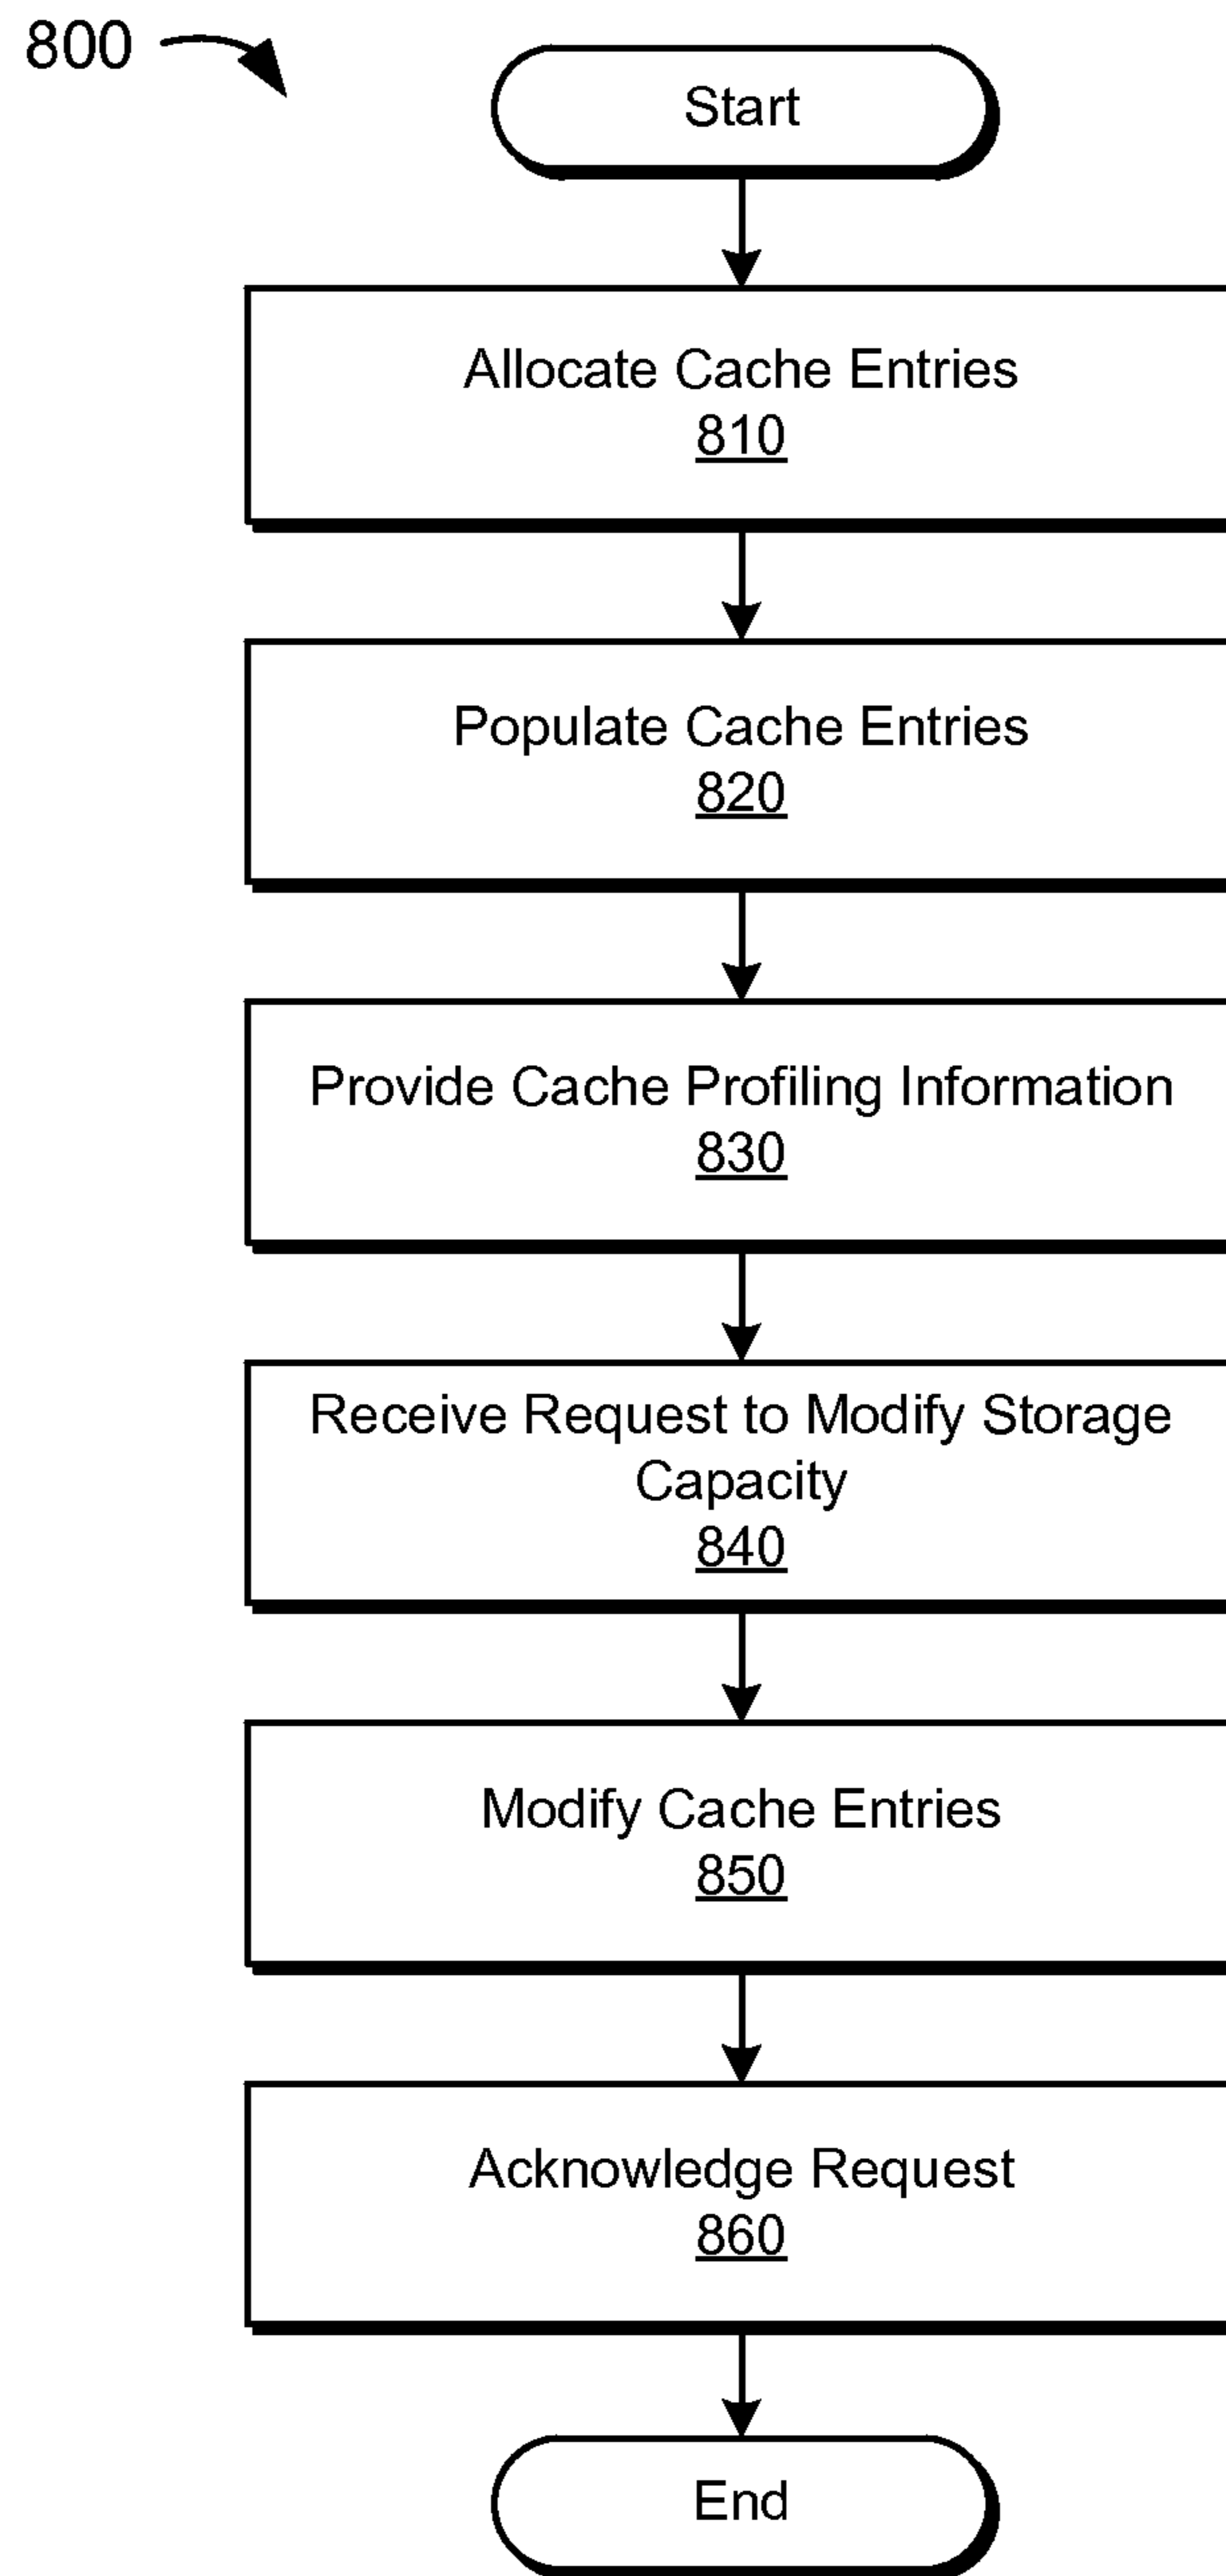 800
Start
Allocate Cache Entries
810
Populate Cache Entries
820
Provide Cache Profiling Information
830
Receive Request to Modify Storage
Capacity
840
Modify Cache Entries
850
Acknowledge Request
860
End